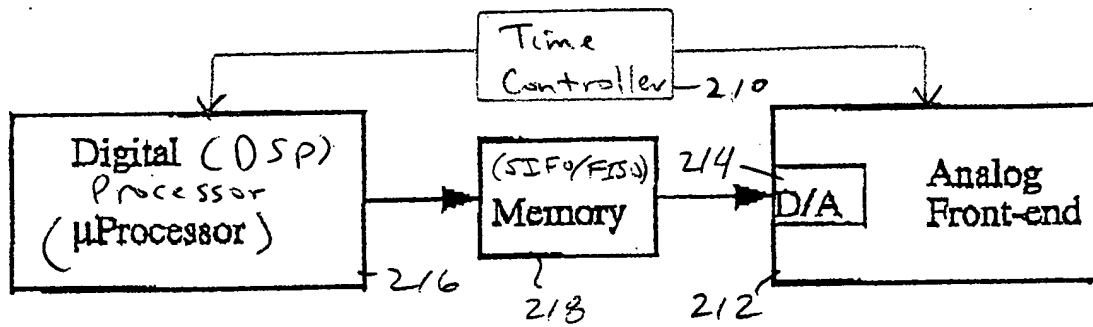 Time
Controller
210
Digital (DSP)
Processor
(µProcessor)
216
(SIFO/FISO)
Memory
218
214
D/A
Analog
Front-end
212